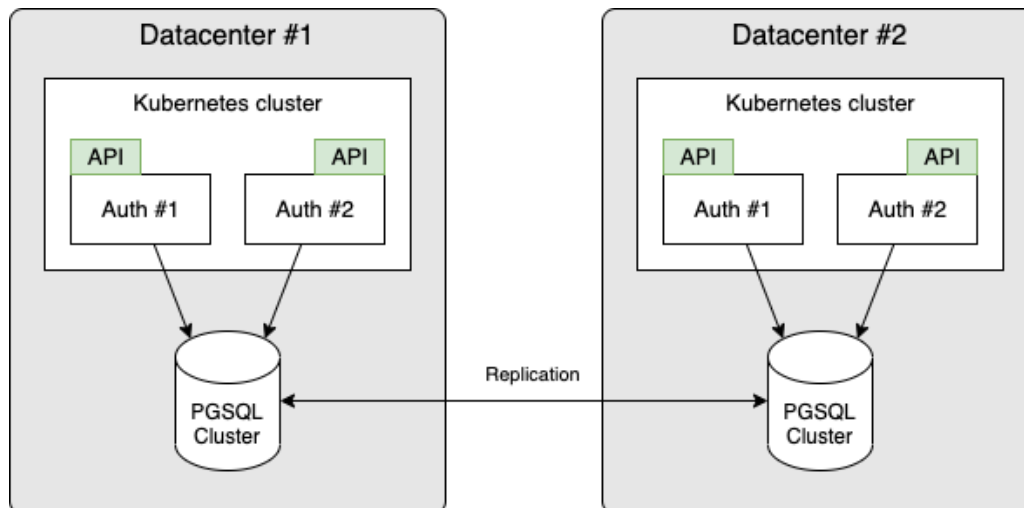 Datacenter #1
Kubernetes cluster
API
API
Auth #1
Auth #2
PGSQL
Cluster
Replication
Datacenter #2
Kubernetes cluster
API
API
Auth #1
Auth #2
PGSQL
Cluster